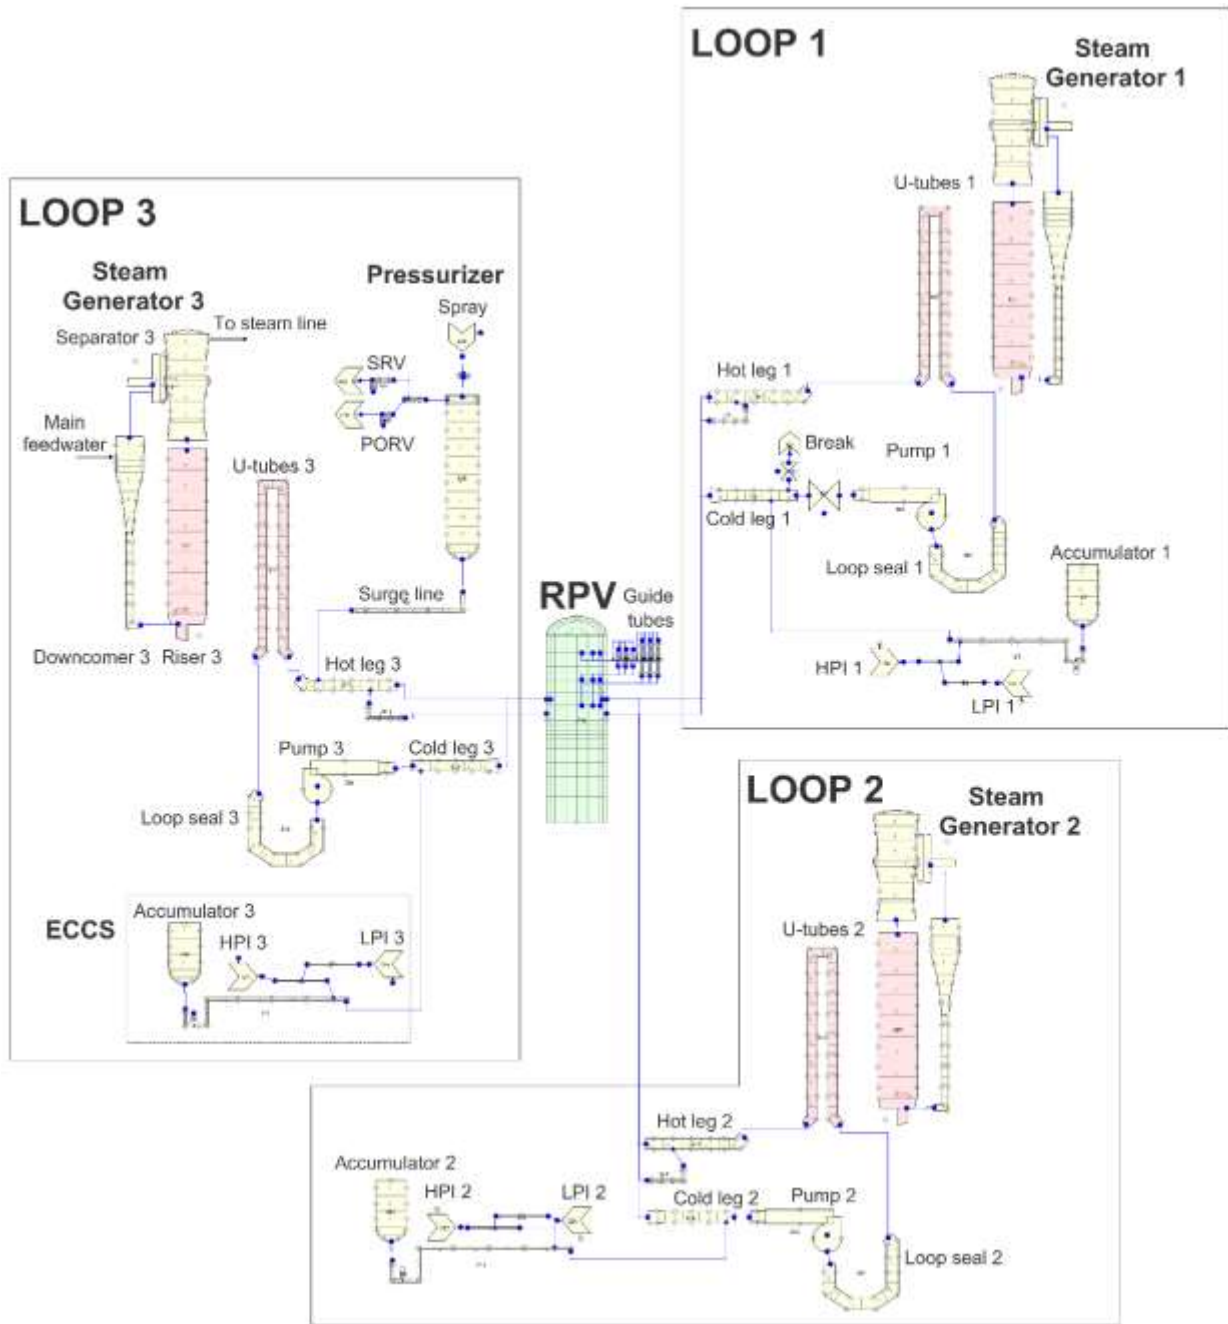 LOOP 1
Steam
Generator 1
U-tubes 1
Hot leg 1
Break
Pump 1
Cold leg 1
Loop seal 1
Accumulator 1
HPI 1
LPI 1
LOOP 3
Steam
Generator 3
Pressurizer
Spray
Separator 3
To steam line
SRV
PORV
Main
feedwater
U-tubes 3
Surge line
Downcomer 3
Riser 3
Hot leg 3
Pump 3
Cold leg 3
Loop seal 3
ECCS
Accumulator 3
HPI 3
LPI 3
RPV
Guide
tubes
LOOP 2
Steam
Generator 2
U-tubes 2
Hot leg 2
Accumulator 2
HPI 2
LPI 2
Cold leg 2
Pump 2
Loop seal 2